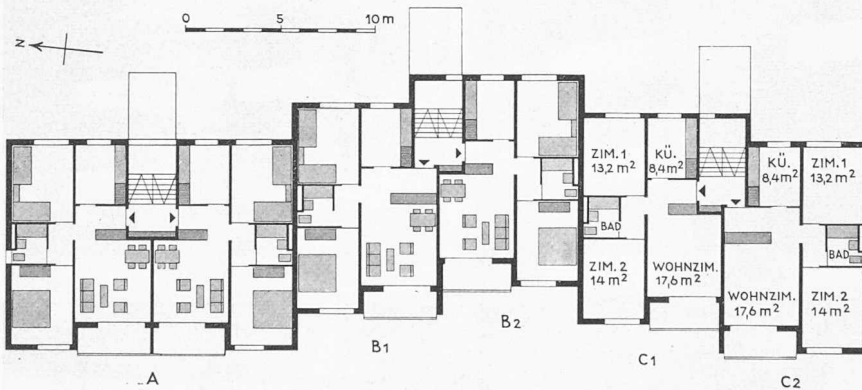 0 5 10 m
N
ZIM. 1
13,2 m²
KÜ.
8,4 m²
BAD
ZIM. 2
14 m²
WOHNZIM.
17,6 m²
KÜ.
8,4 m²
ZIM. 1
13,2 m²
WOHNZIM.
17,6 m²
BAD
ZIM. 2
14 m²
A
B1
B2
C1
C2